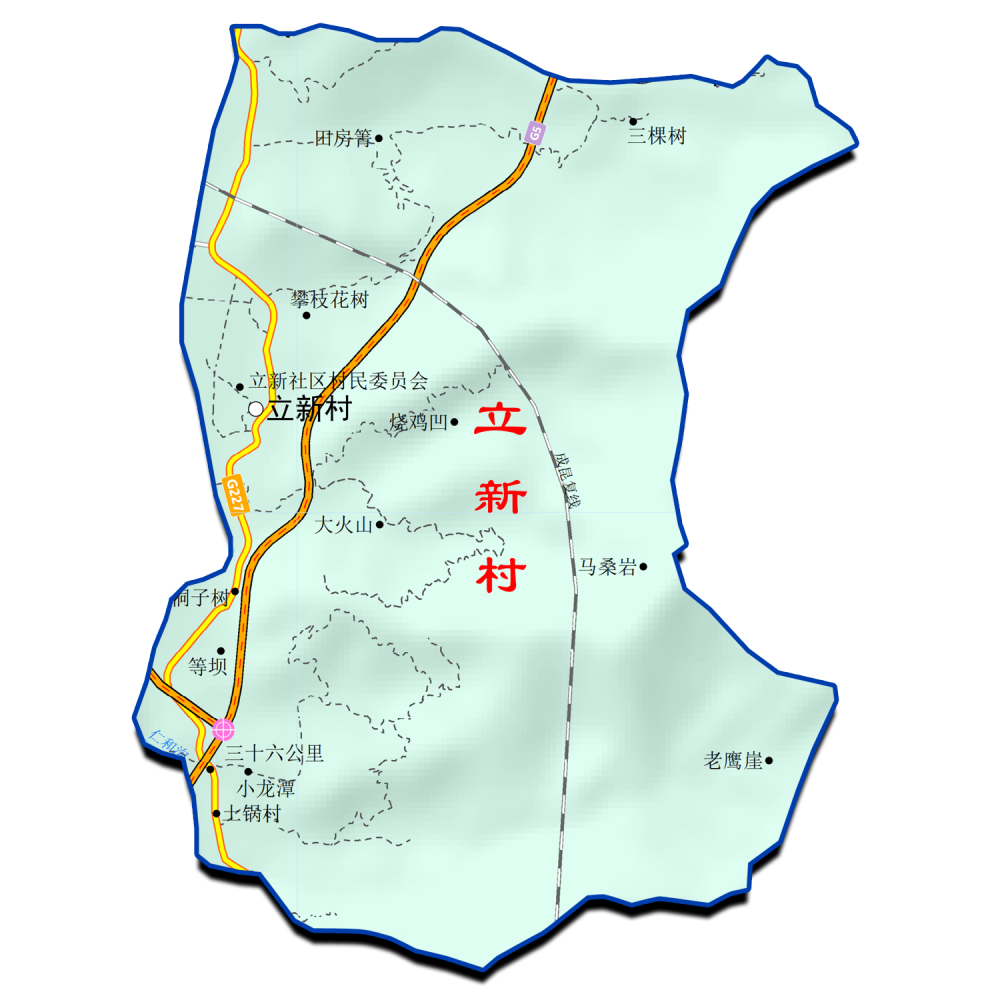 团房箐
G5
三棵树
攀枝花树
立新社区村民委员会
立新村
烧鸡凹
立
新
村
成昆复线
G227
大火山
马桑岩
桐子树
等坝
仁和沟
三十六公里
老鹰崖
小龙潭
土锅村